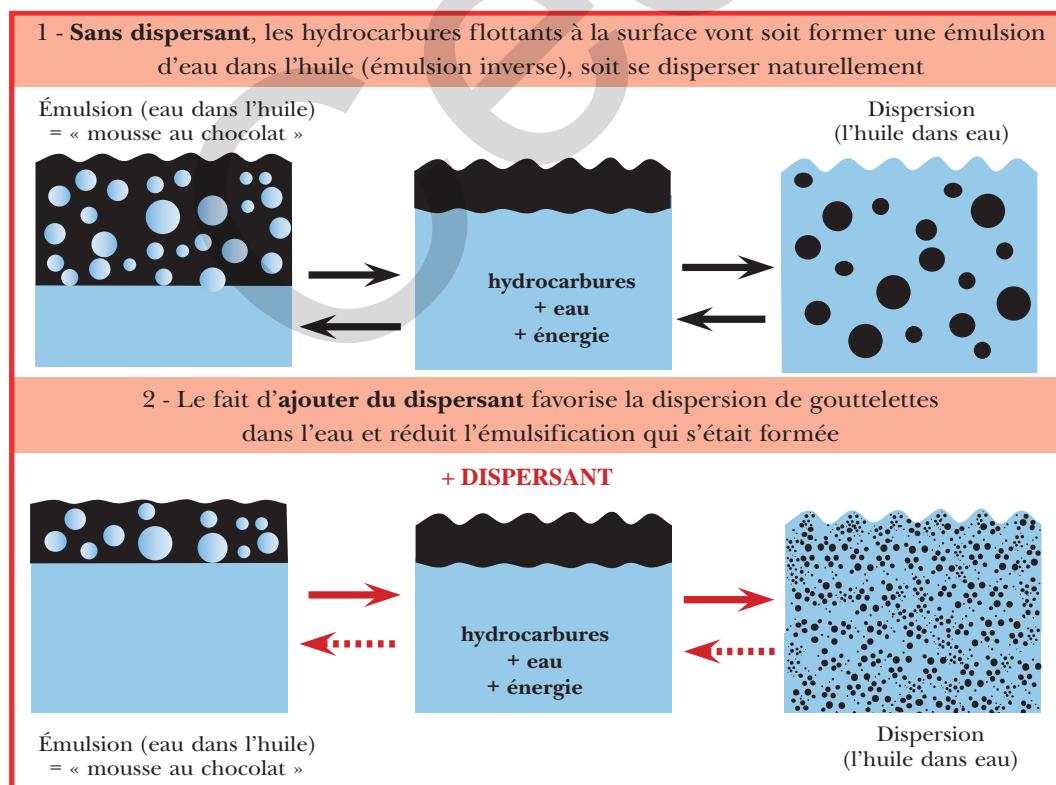 1 - Sans dispersant, les hydrocarbures flottants à la surface vont soit former une émulsion
d'eau dans l'huile (émulsion inverse), soit se disperser naturellement
Émulsion (eau dans l'huile)
= « mousse au chocolat »
Dispersion
(l'huile dans eau)
hydrocarbures
+ eau
+ énergie
2 - Le fait d'ajouter du dispersant favorise la dispersion de gouttelettes
dans l'eau et réduit l'émulsification qui s'était formée
+ DISPERSANT
hydrocarbures
+ eau
+ énergie
Émulsion (eau dans l'huile)
= « mousse au chocolat »
Dispersion
(l'huile dans eau)